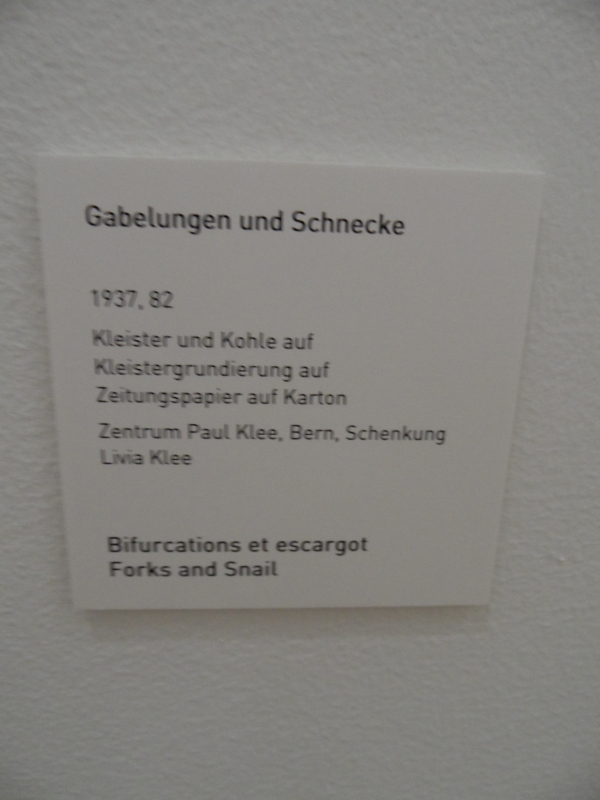 Gabelungen und Schnecke
1937, 82
Kleister und Kohle auf
Kleistergrundierung auf
Zeitungspapier auf Karton
Zentrum Paul Klee, Bern, Schenkung
Livia Klee
Bifurcations et escargot
Forks and Snail